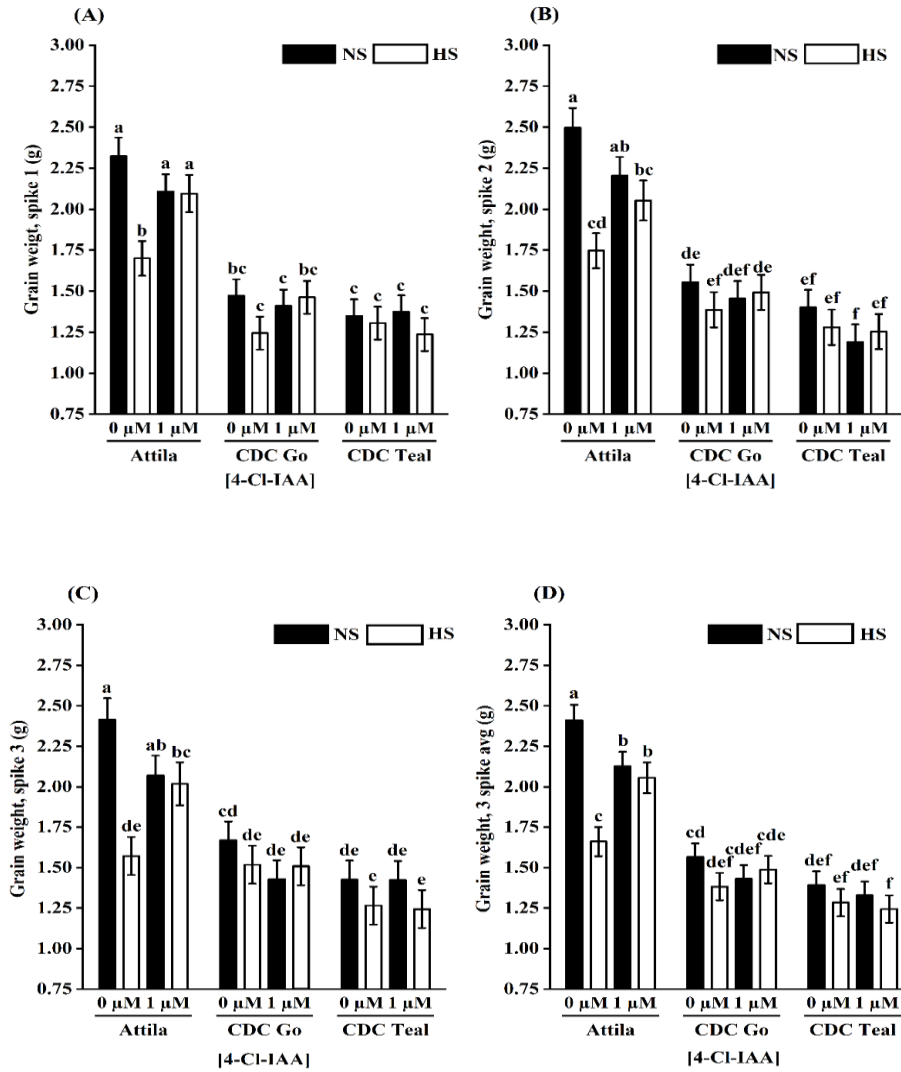 (A)
3.00
2.75
2.50
2.25
2.00
1.75
1.50
1.25
1.00
0.75
Grain weigt, spike 1 (g)
NS HS
a b a a bc c c bc c c c c
0 µM 1 µM 0 µM 1 µM 0 µM 1 µM
Attila CDC Go CDC Teal
[4-Cl-IAA]
(B)
3.00
2.75
2.50
2.25
2.00
1.75
1.50
1.25
1.00
0.75
Grain weight, spike 2 (g)
NS HS
a cd ab bc de ef def de ef ef f ef
0 µM 1 µM 0 µM 1 µM 0 µM 1 µM
Attila CDC Go CDC Teal
[4-Cl-IAA]
(C)
3.00
2.75
2.50
2.25
2.00
1.75
1.50
1.25
1.00
0.75
Grain weight, spike 3 (g)
NS HS
a de ab bc cd de de de de e de e
0 µM 1 µM 0 µM 1 µM 0 µM 1 µM
Attila CDC Go CDC Teal
[4-Cl-IAA]
(D)
3.00
2.75
2.50
2.25
2.00
1.75
1.50
1.25
1.00
0.75
Grain weight, 3 spike avg (g)
NS HS
a c b b cd def cdef cde def ef def f
0 µM 1 µM 0 µM 1 µM 0 µM 1 µM
Attila CDC Go CDC Teal
[4-Cl-IAA]